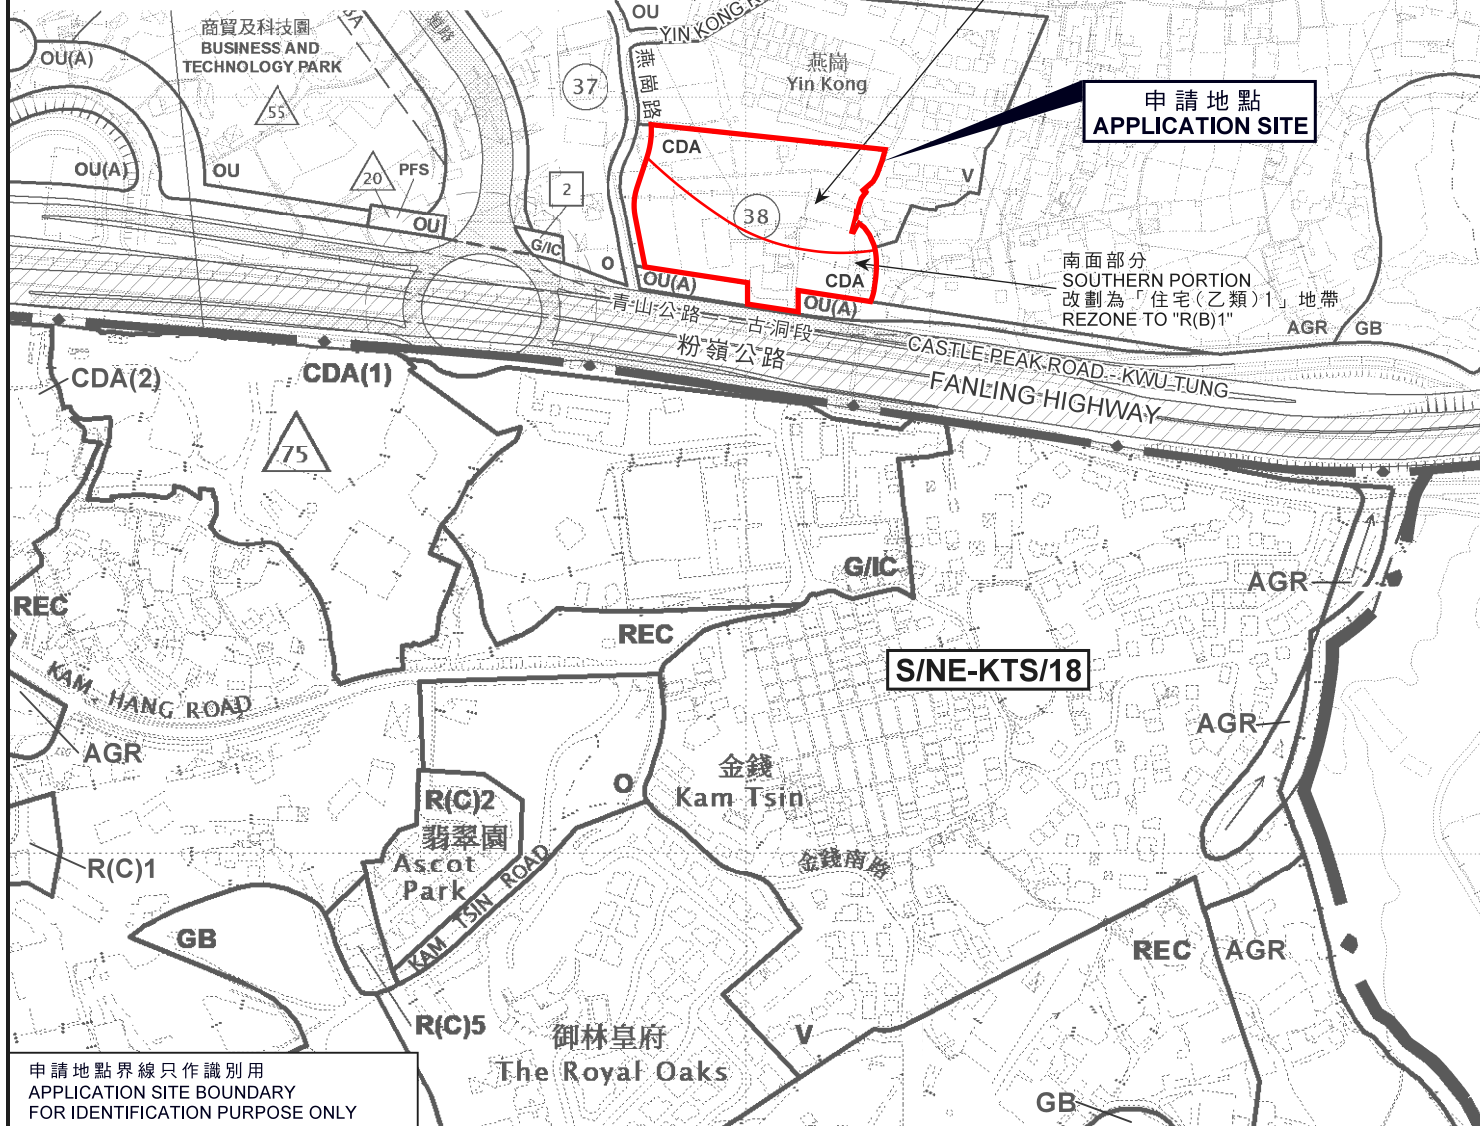 商貿及科技園
BUSINESS AND
TECHNOLOGY PARK
OU(A)
55
OU(A)
OU
20
PFS
OU
道路
BA
37
2
G/IC
O
OU
YIN KONG R
燕崗路
燕崗
Yin Kong
CDA
38
CDA
OU(A)
OU(A)
V
申請地點
APPLICATION SITE
南面部分
SOUTHERN PORTION
改劃為「住宅(乙類)1」地帶
REZONE TO "R(B)1"
AGR
GB
青山公路 - 古洞段
粉嶺公路
CASTLE PEAK ROAD - KWU TUNG
FANLING HIGHWAY
CDA(2)
CDA(1)
75
REC
G/IC
REC
S/NE-KTS/18
AGR
AGR
KAM HANG ROAD
AGR
R(C)1
R(C)2
翡翠園
Ascot
Park
O
KAM TSIN ROAD
金錢
Kam Tsin
金錢南路
GB
R(C)5
御林皇府
The Royal Oaks
V
REC
AGR
GB
申請地點界線只作識別用
APPLICATION SITE BOUNDARY
FOR IDENTIFICATION PURPOSE ONLY